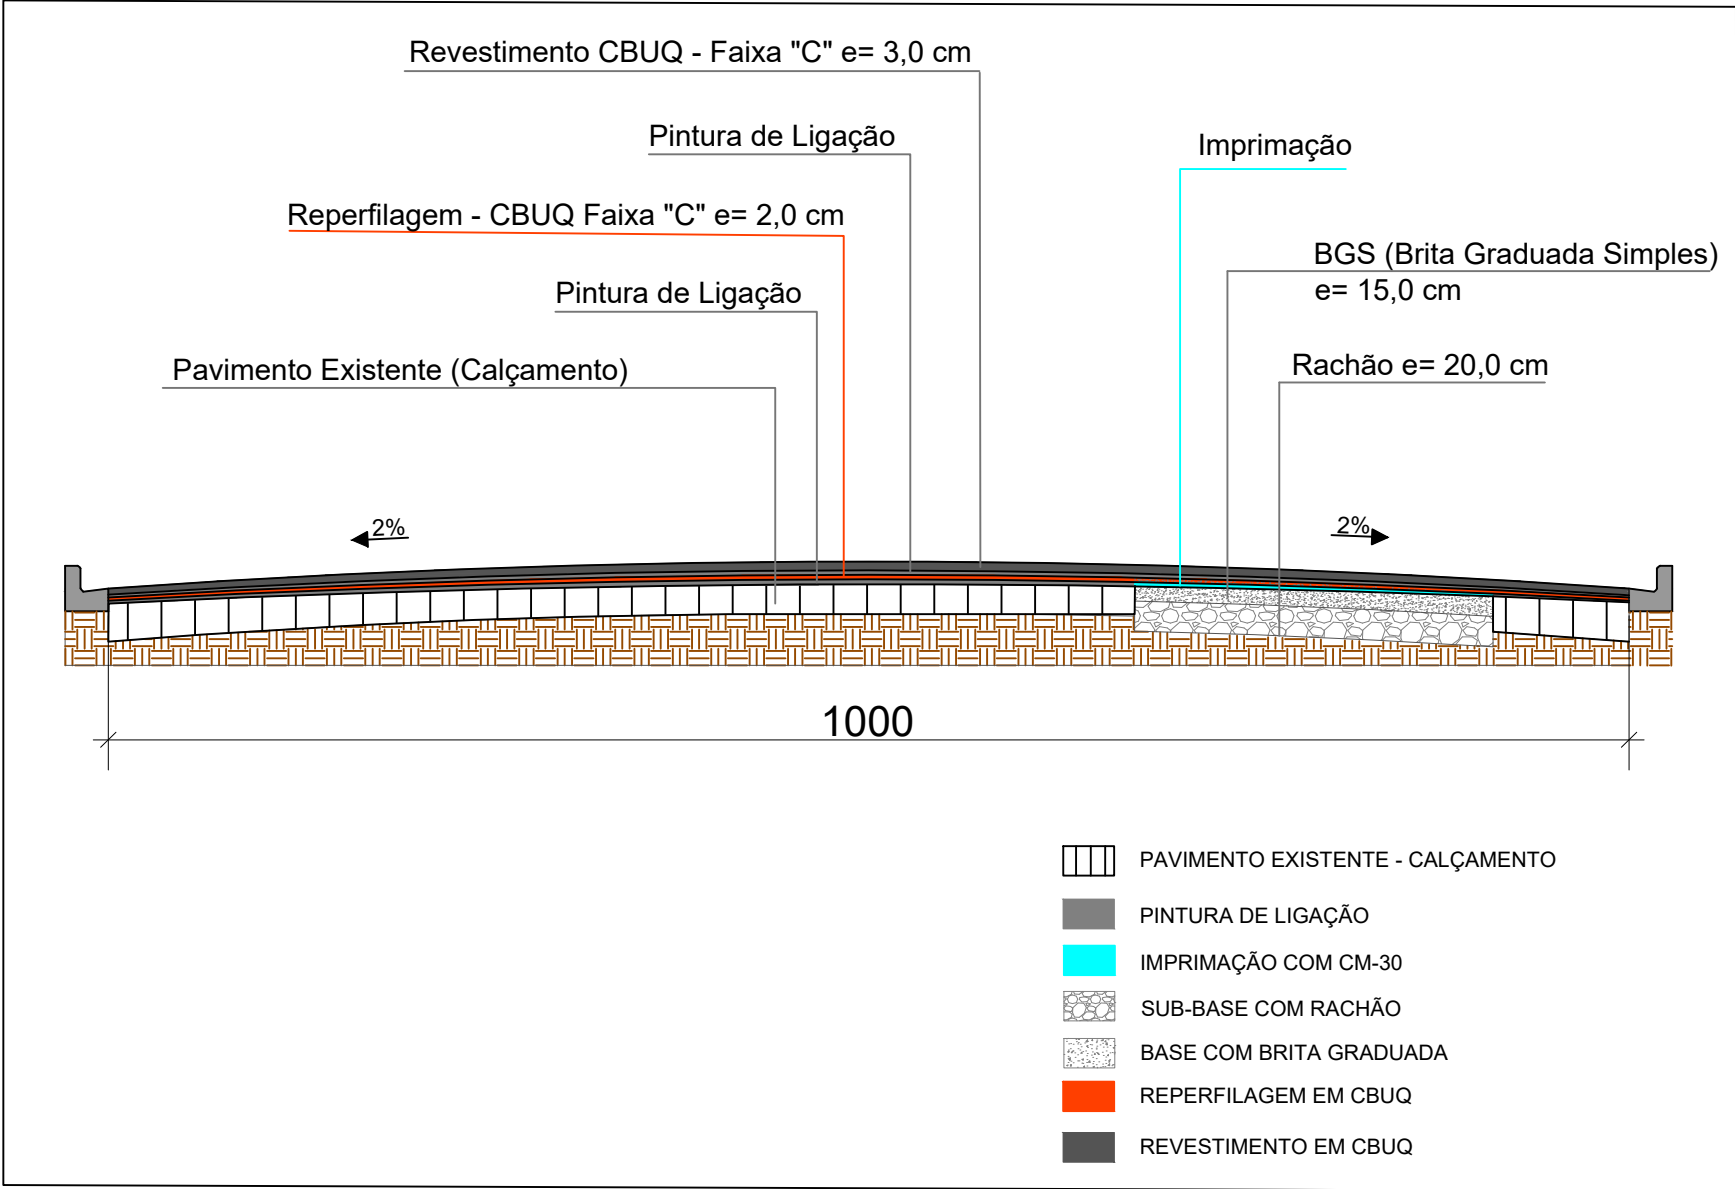 Revestimento CBUQ - Faixa "C" e= 3,0 cm
Pintura de Ligação
Imprimação
Reperfilagem - CBUQ Faixa "C" e= 2,0 cm
BGS (Brita Graduada Simples)
e= 15,0 cm
Pintura de Ligação
Rachão e= 20,0 cm
Pavimento Existente (Calçamento)
2%
2%
1000
PAVIMENTO EXISTENTE - CALÇAMENTO
PINTURA DE LIGAÇÃO
IMPRIMAÇÃO COM CM-30
SUB-BASE COM RACHÃO
BASE COM BRITA GRADUADA
REPERFILAGEM EM CBUQ
REVESTIMENTO EM CBUQ